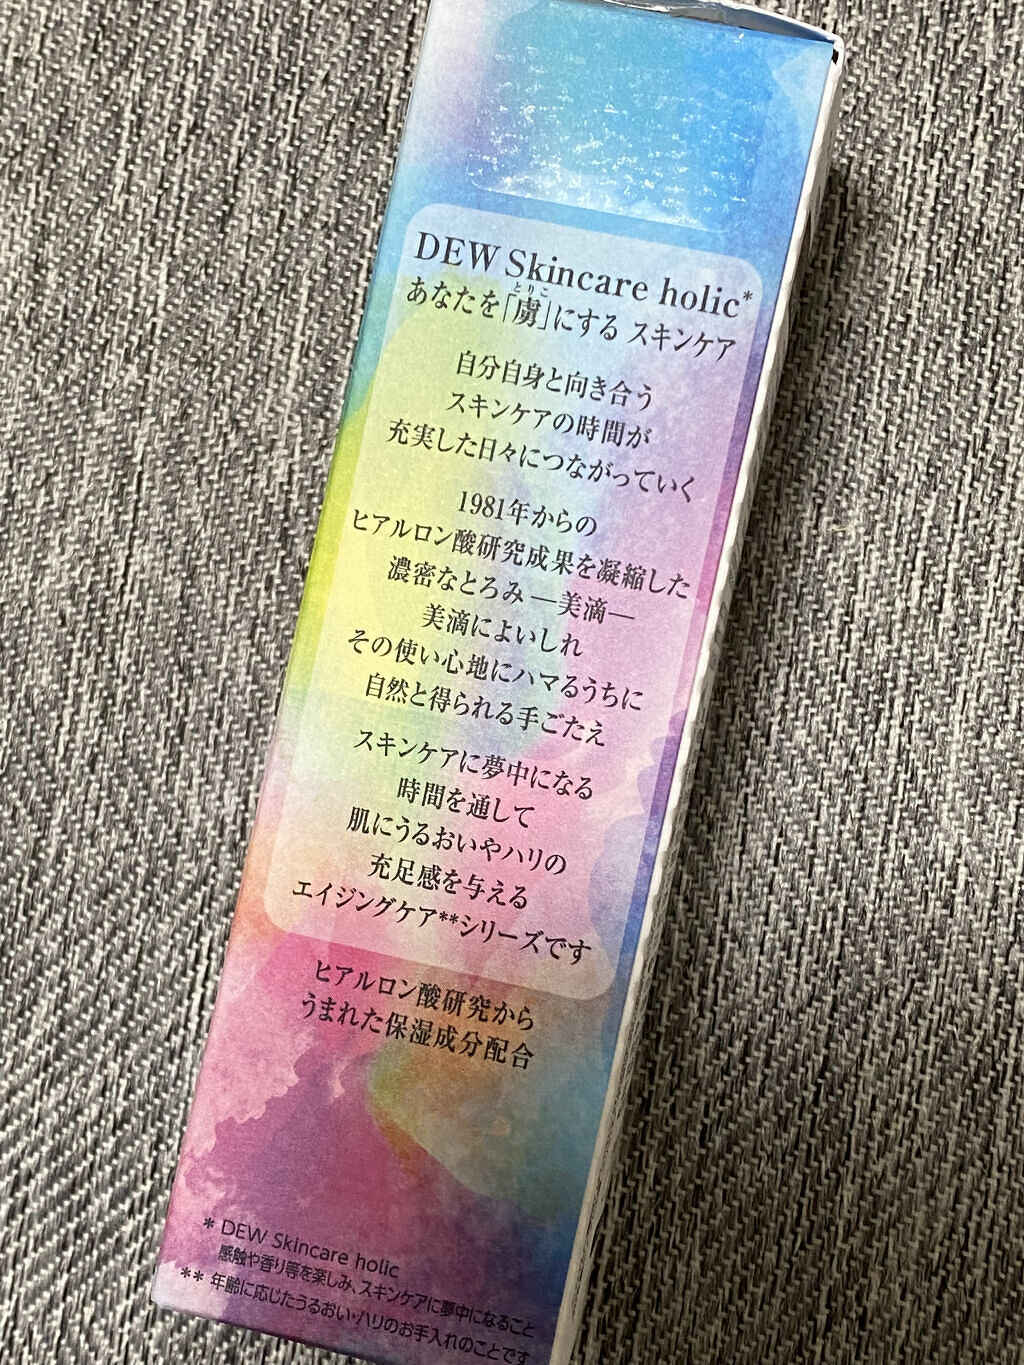 DEW Skincare holic*
あなたを「虜」にする スキンケア
とりこ
自分自身と向き合う
スキンケアの時間が
充実した日々につながっていく
1981年からの
ヒアルロン酸研究成果を凝縮した
濃密なとろみ ―美滴―
美滴によいしれ
その使い心地にハマるうちに
自然と得られる手ごたえ
スキンケアに夢中になる
時間を通して
肌にうるおいやハリの
充足感を与える
エイジングケア**シリーズです
ヒアルロン酸研究から
うまれた保湿成分配合
* DEW Skincare holic
感触や香り等を楽しみ、スキンケアに夢中になること
** 年齢に応じたうるおい・ハリのお手入れのことです